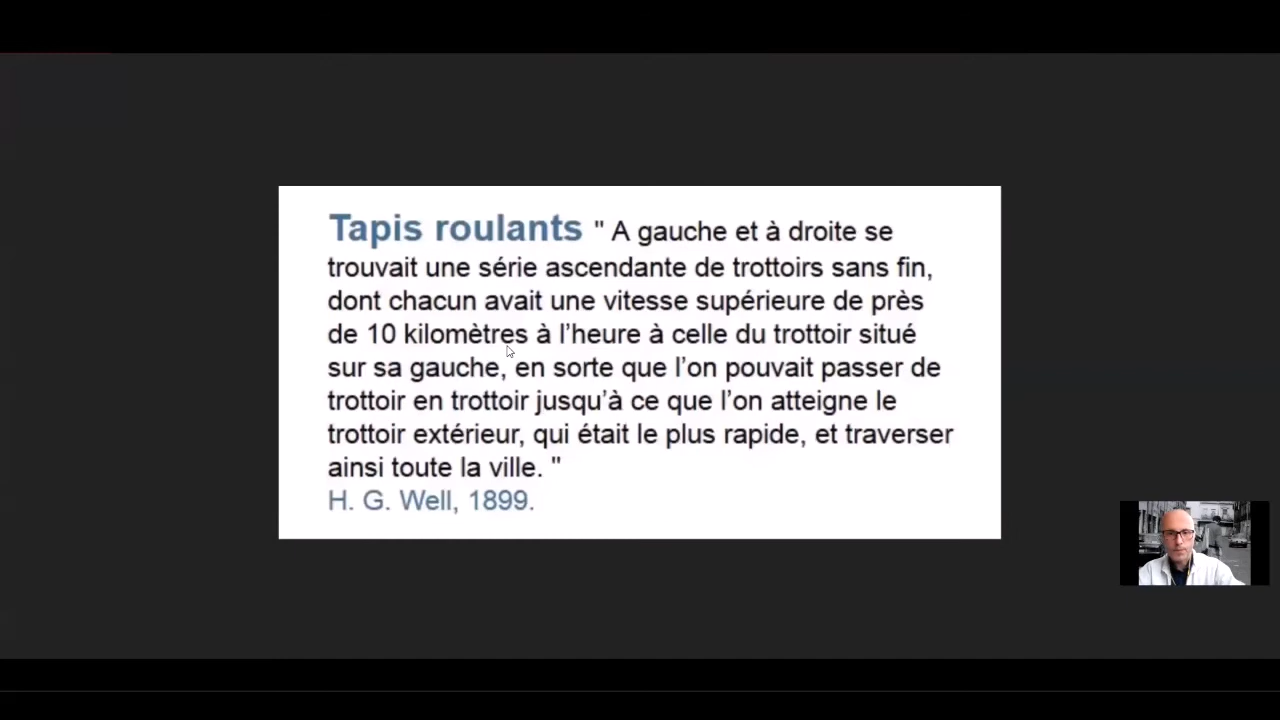 Tapis roulants " A gauche et à droite se
trouvait une série ascendante de trottoirs sans fin,
dont chacun avait une vitesse supérieure de près
de 10 kilomètres à l’heure à celle du trottoir situé
sur sa gauche, en sorte que l’on pouvait passer de
trottoir en trottoir jusqu’à ce que l’on atteigne le
trottoir extérieur, qui était le plus rapide, et traverser
ainsi toute la ville. "
H. G. Well, 1899.